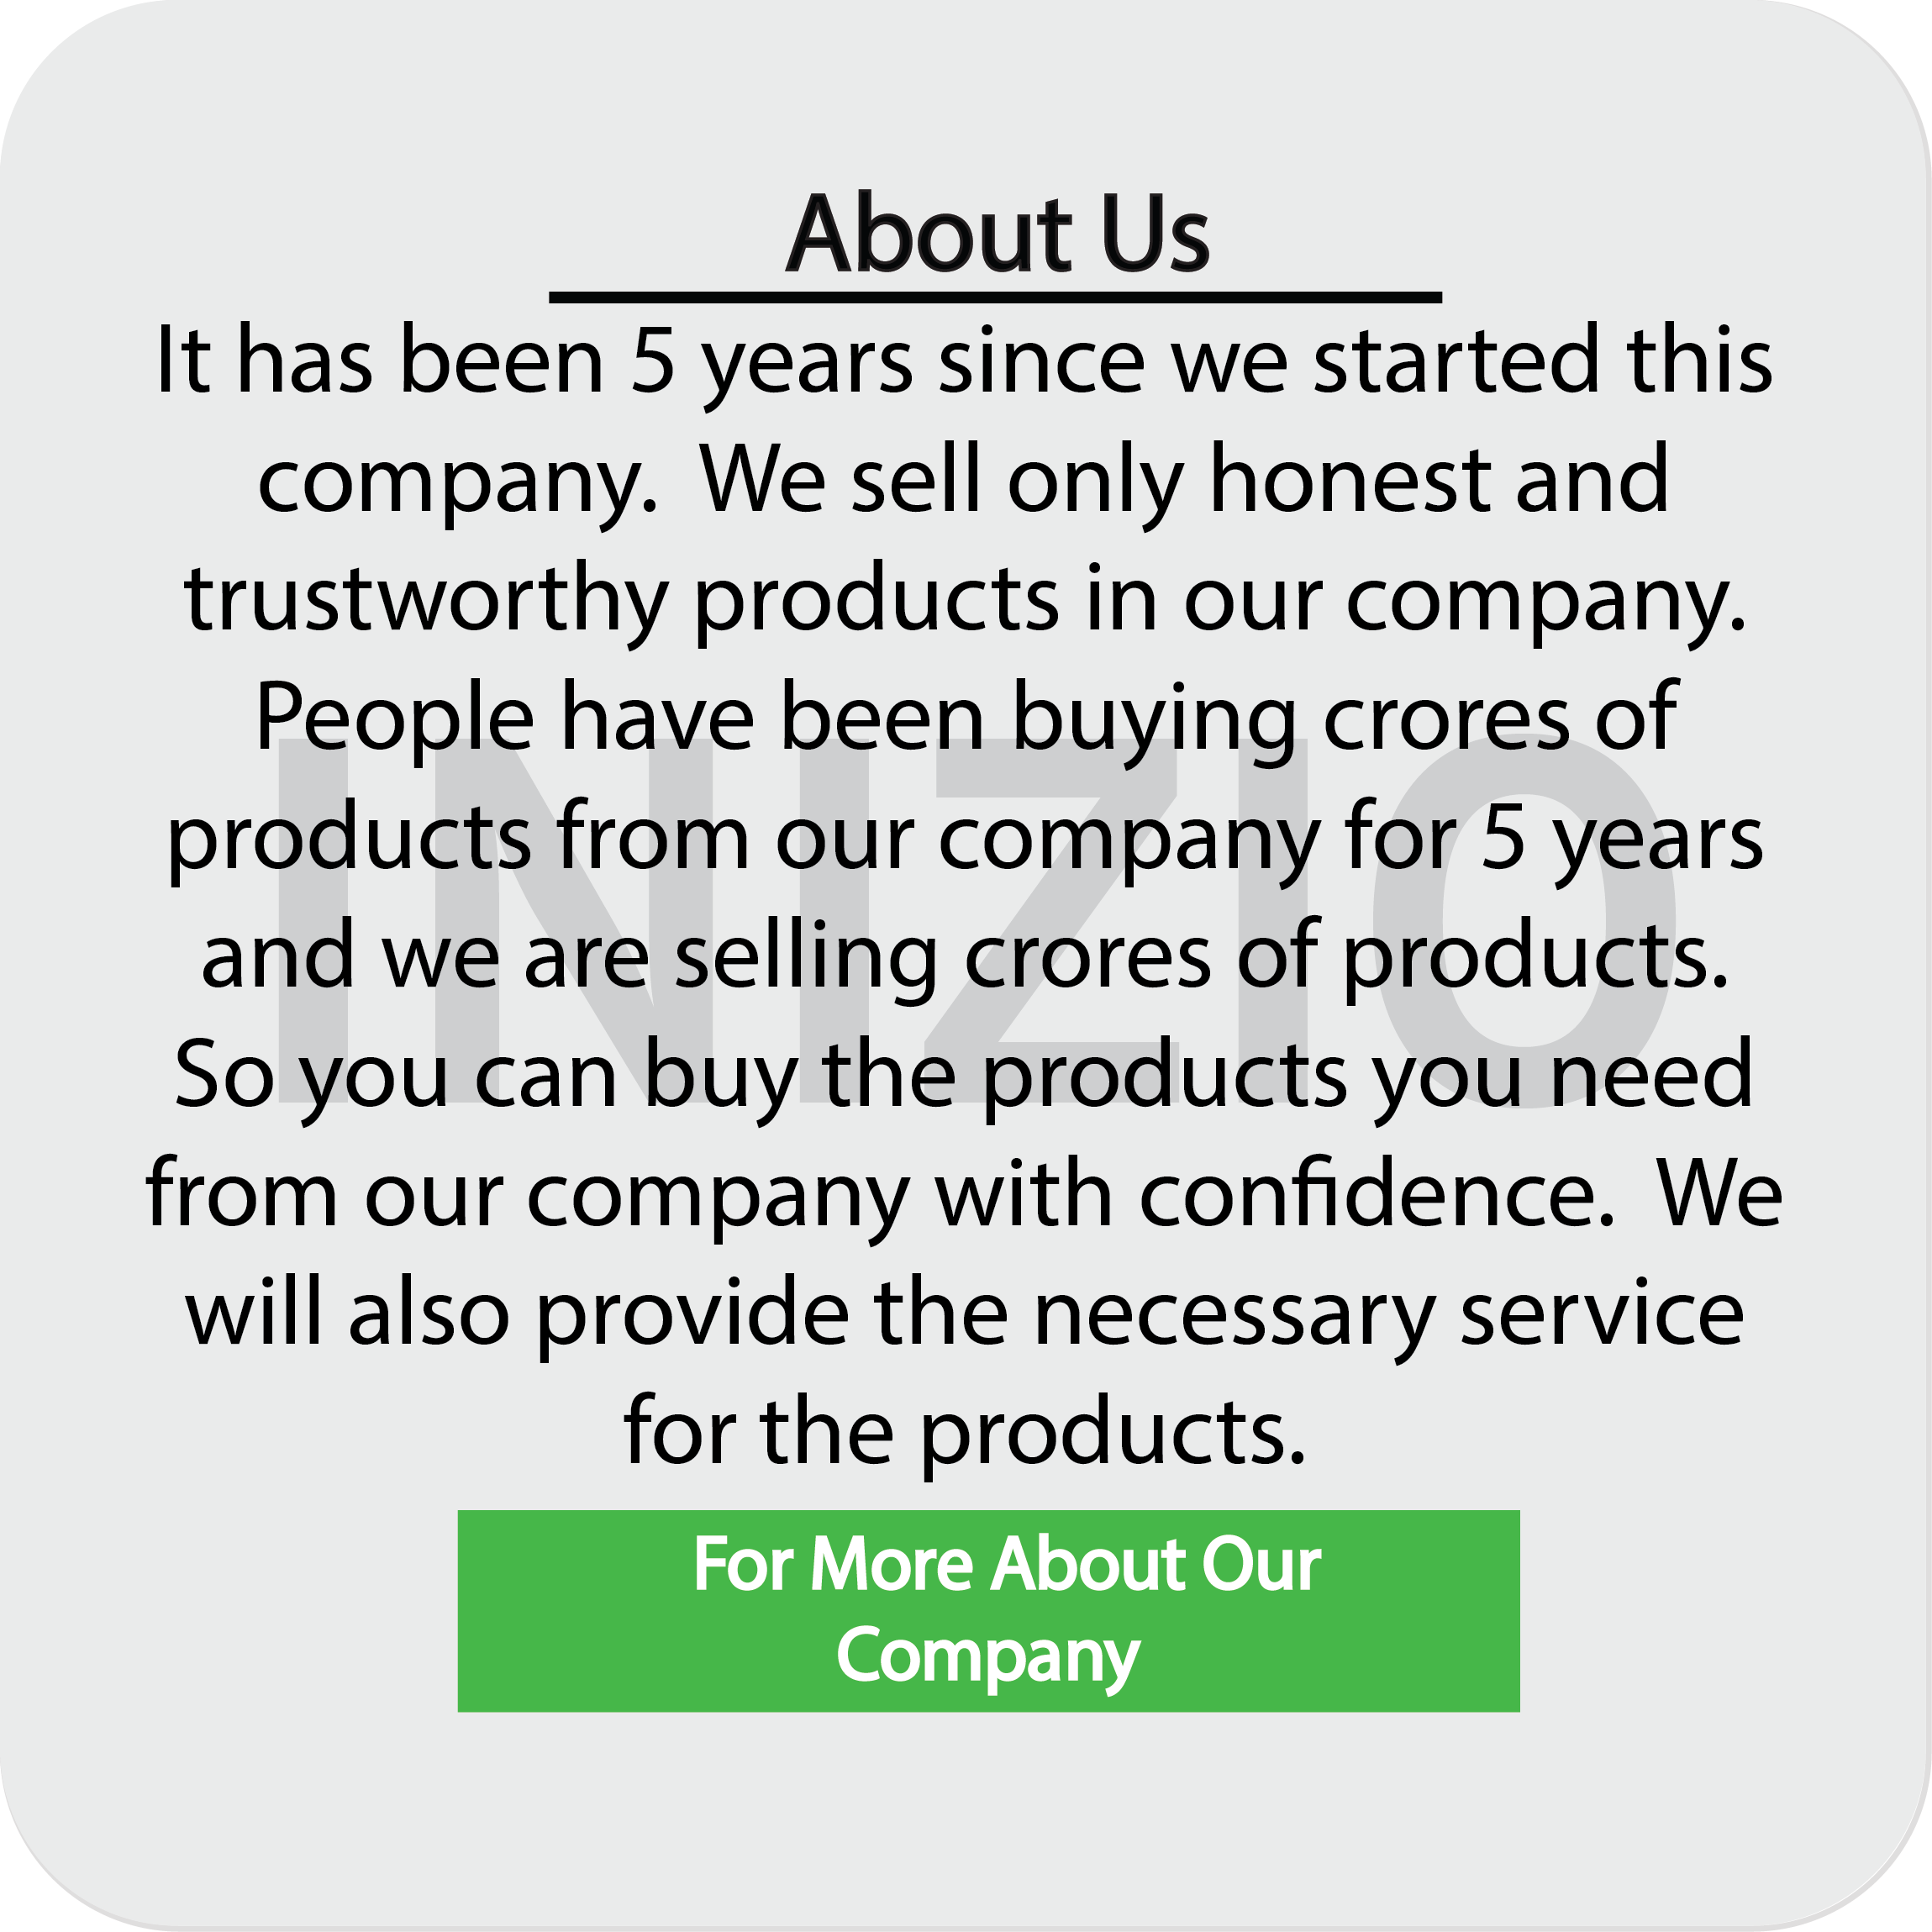 About Us
It has been 5 years since we started this
company.  We sell only honest and
trustworthy products in our company.
People have been buying crores of
products from our company for 5 years
and we are selling crores of products.
So you can buy the products you need
from our company with confidence.  We
will also provide the necessary service
for the products.
INIZIO
For More About Our
Company